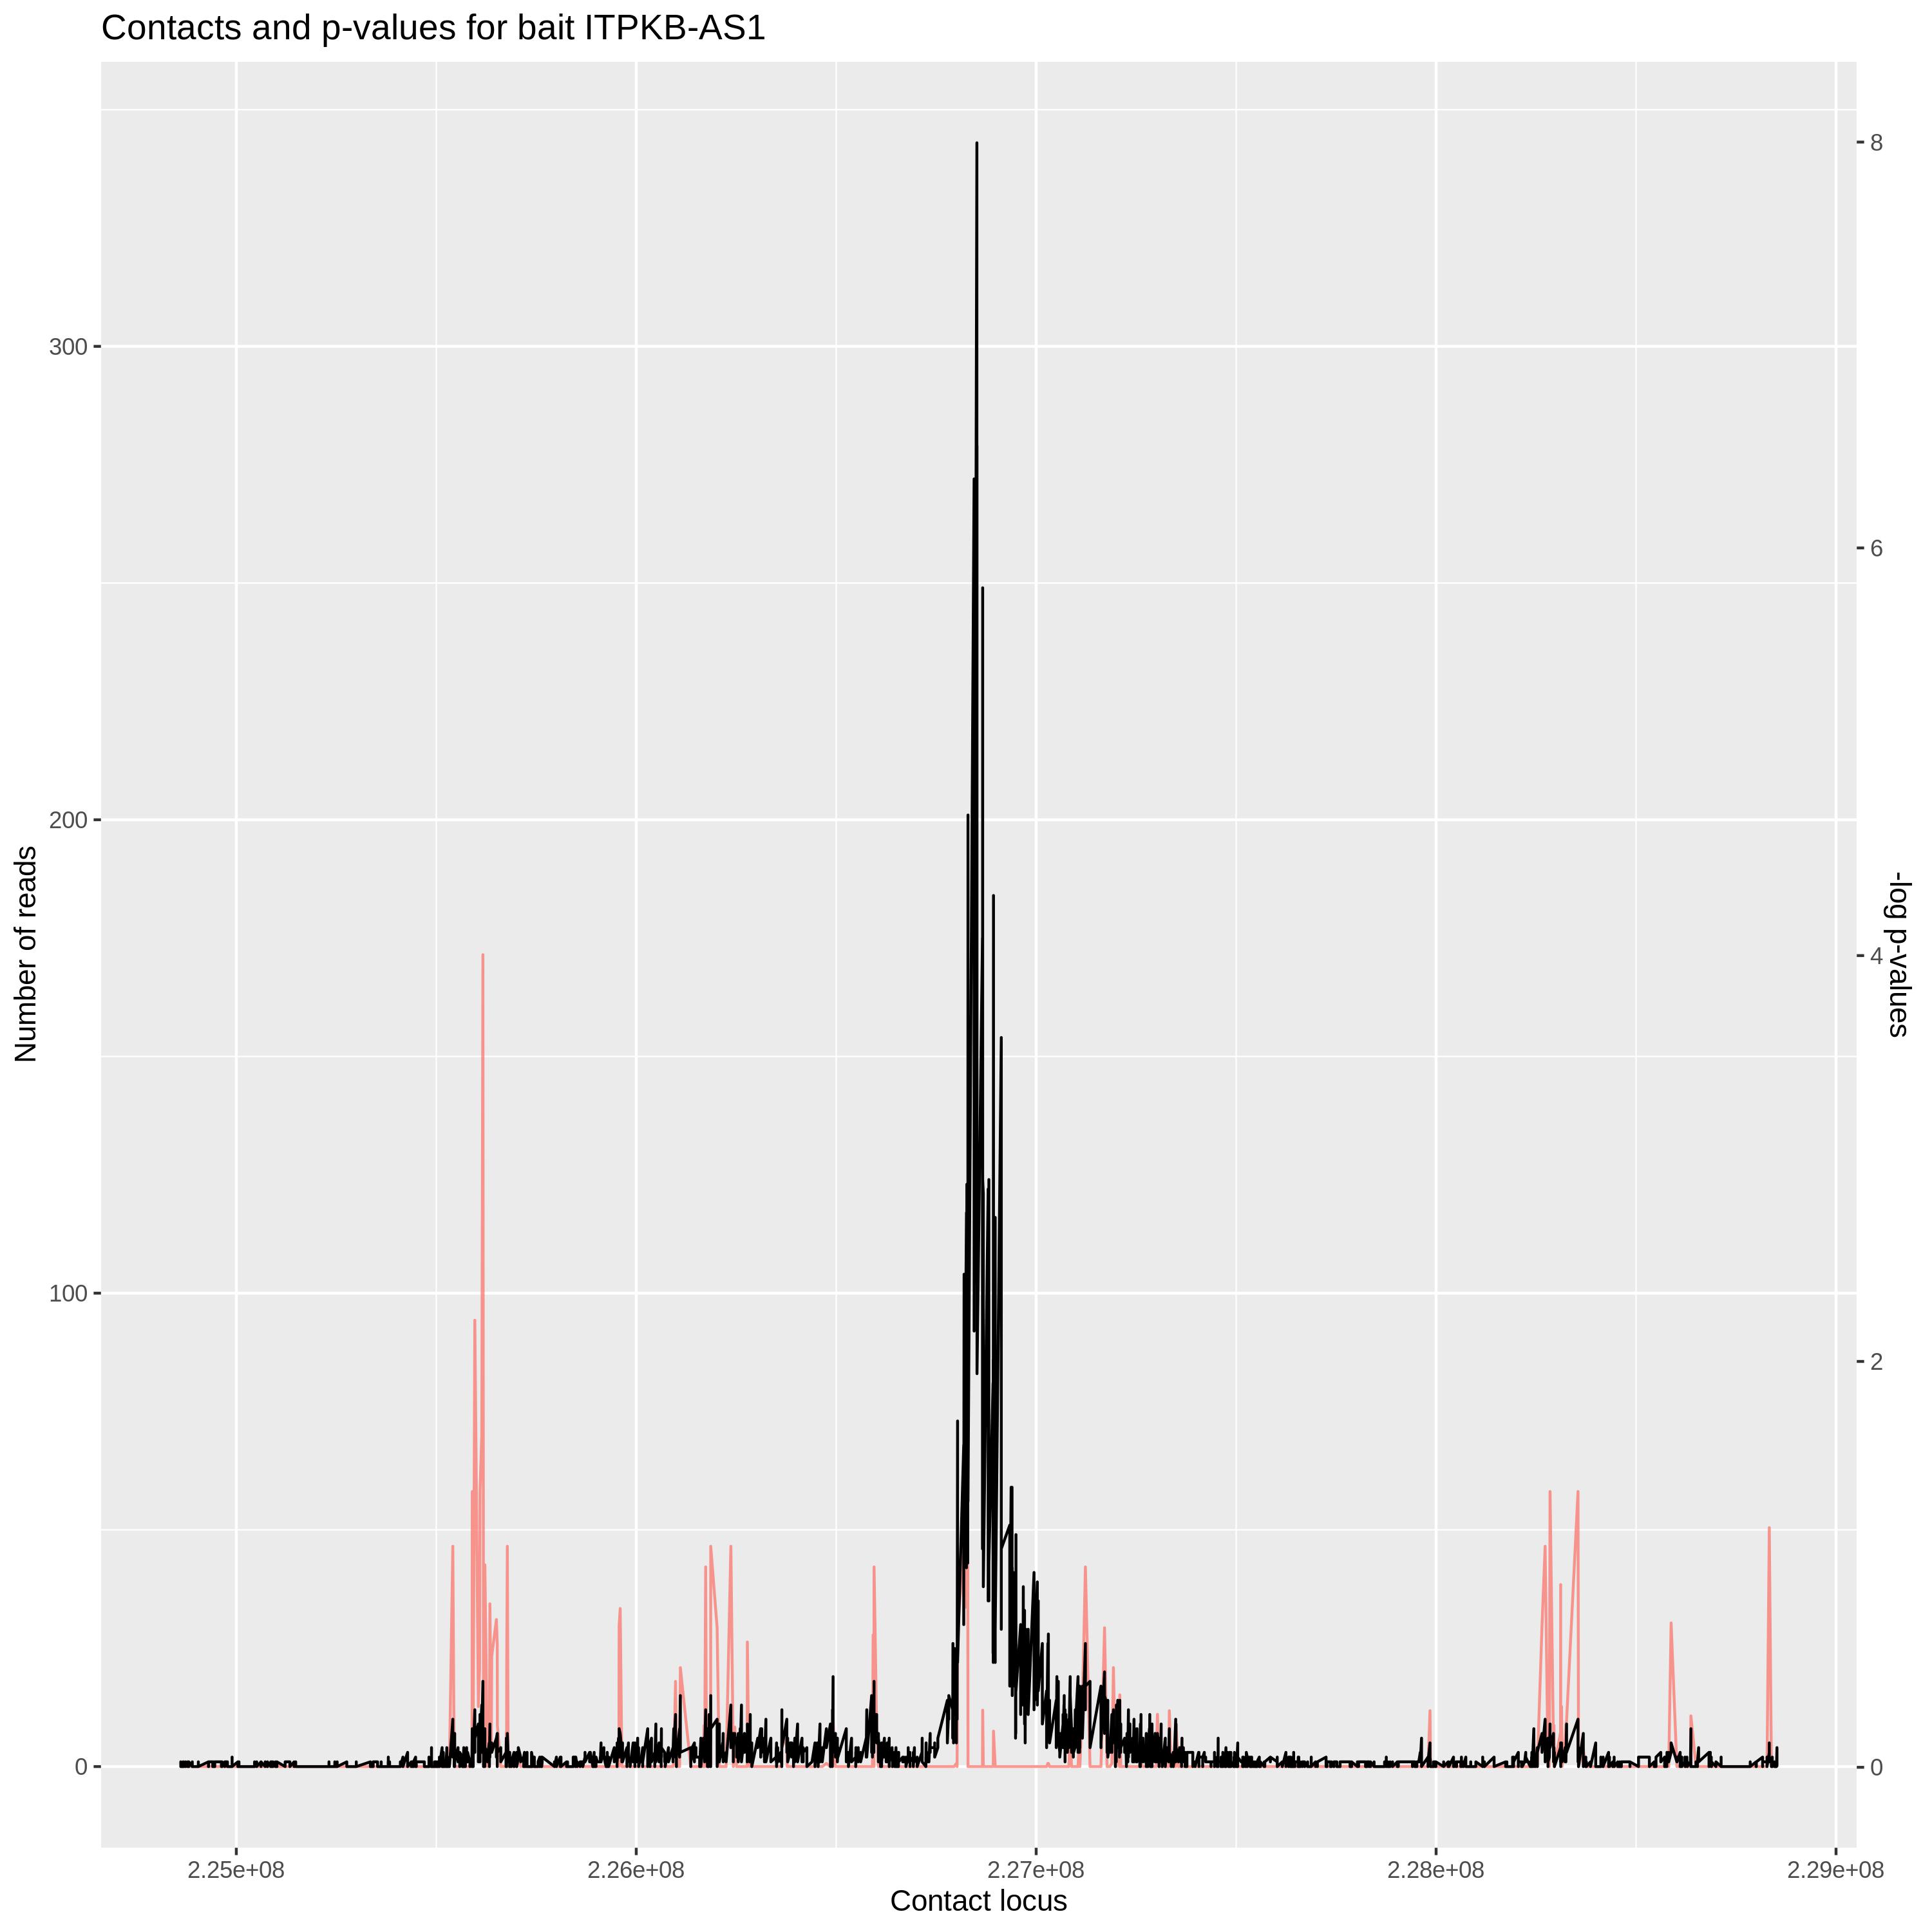 Contacts and p-values for bait ITPKB-AS1
Number of reads
300
200
100
0
8
6
4
2
0
-log p-values
2.25e+08
2.26e+08
2.27e+08
2.28e+08
2.29e+08
Contact locus